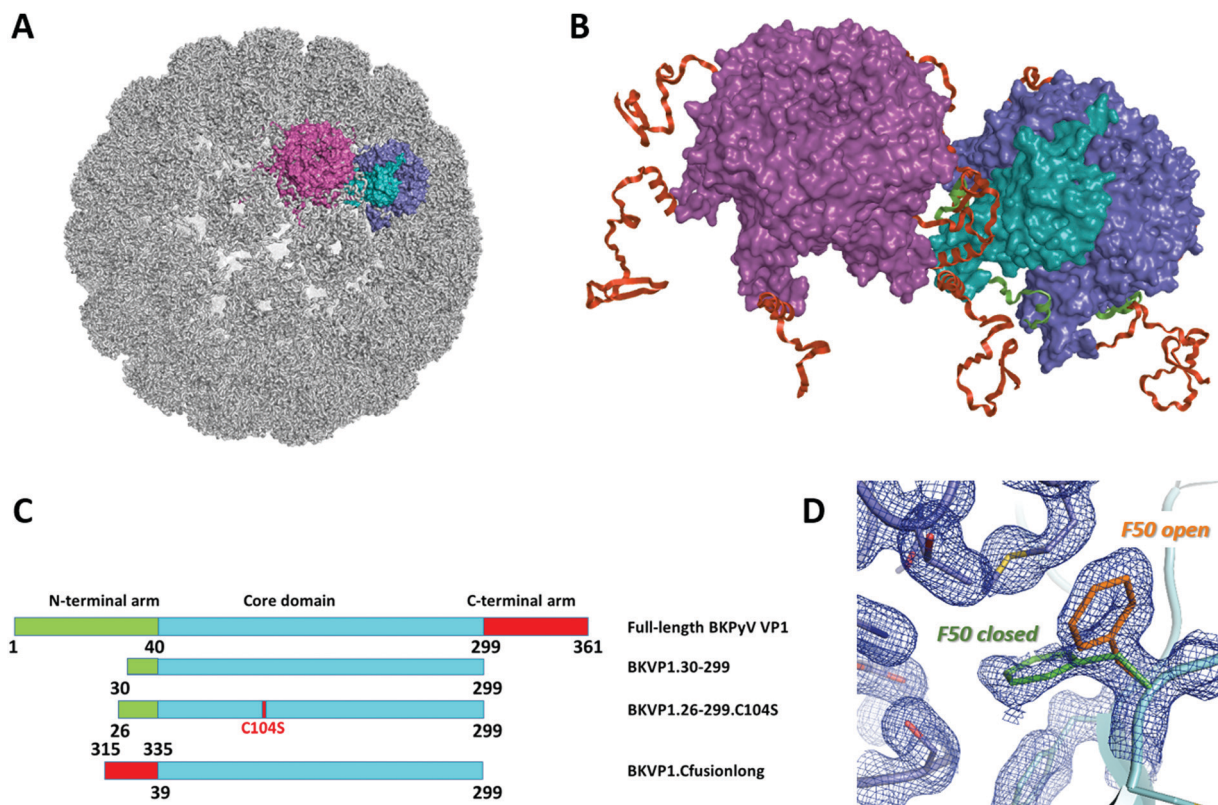 A
B
C
N-terminal arm Core domain C-terminal arm
Full-length BKPyV VP1
1 40 299 361
BKVP1.30-299
30 299
BKVP1.26-299.C104S
26 C104S 299
315 335
BKVP1.Cfusionlong
39 299
D
F50 open
F50 closed